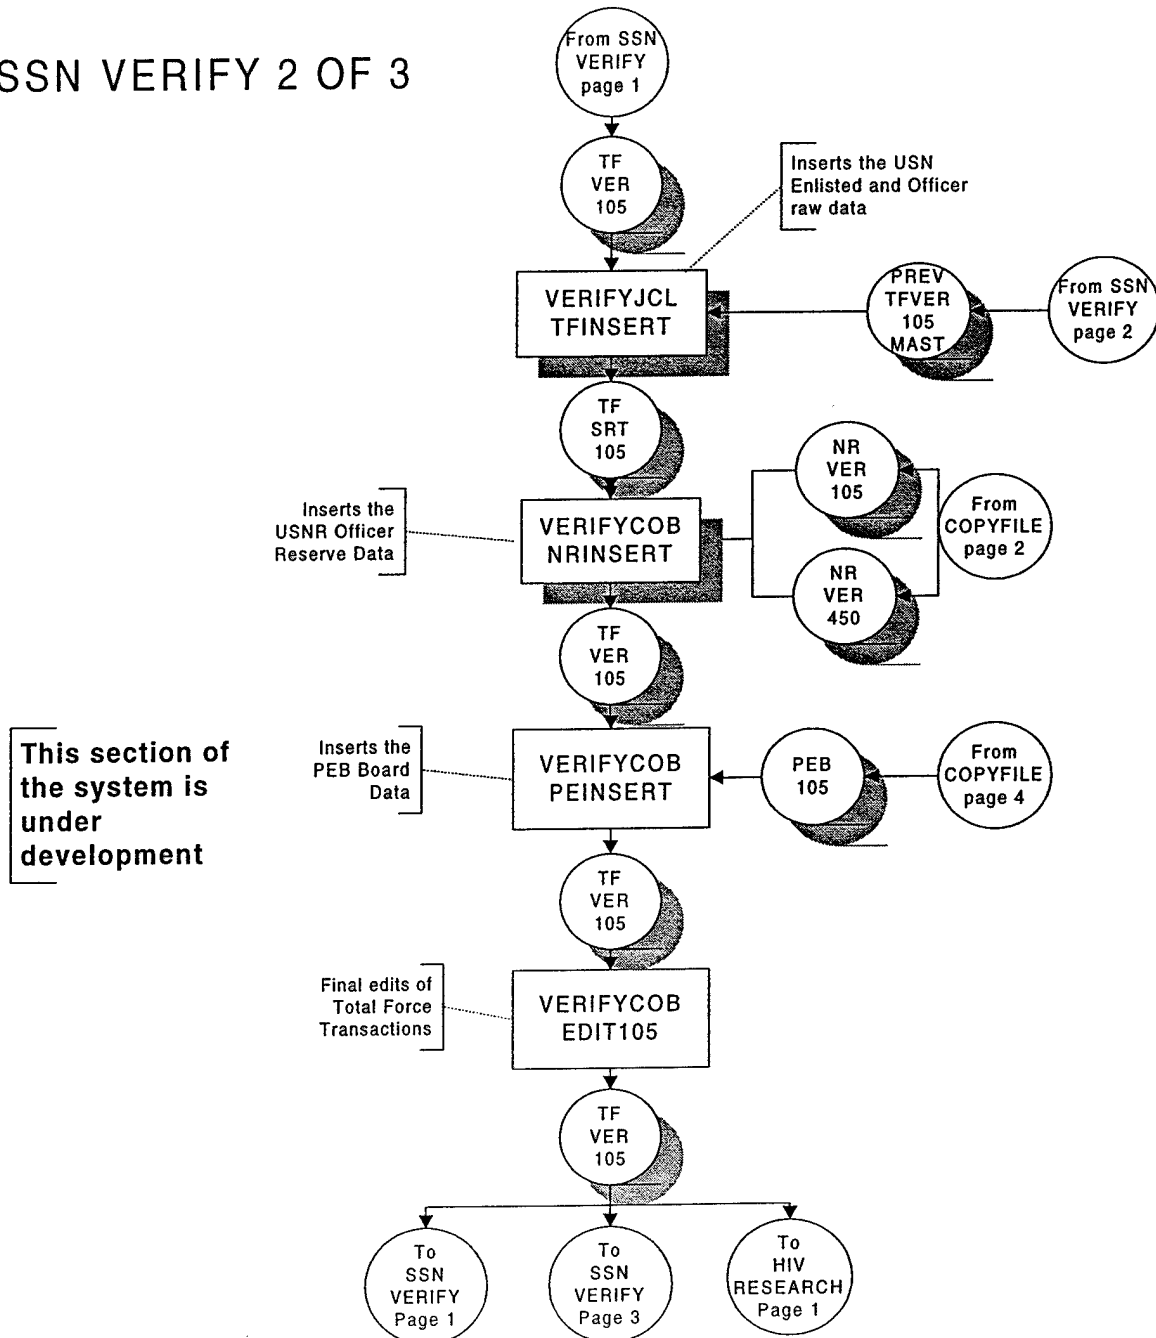 SSN VERIFY 2 OF 3
From SSN
VERIFY
page 1
TF
VER
105
Inserts the USN
Enlisted and Officer
raw data
VERIFYJCL
TFINSERT
PREV
TFVER
105
MAST
From SSN
VERIFY
page 2
TF
SRT
105
Inserts the
USNR Officer
Reserve Data
VERIFYCOB
NRINSERT
NR
VER
105
NR
VER
450
From
COPYFILE
page 2
TF
VER
105
This section of
the system is
under
development
Inserts the
PEB Board
Data
VERIFYCOB
PEINSERT
PEB
105
From
COPYFILE
page 4
TF
VER
105
Final edits of
Total Force
Transactions
VERIFYCOB
EDIT105
TF
VER
105
To
SSN
VERIFY
Page 1
To
SSN
VERIFY
Page 3
To
HIV
RESEARCH
Page 1